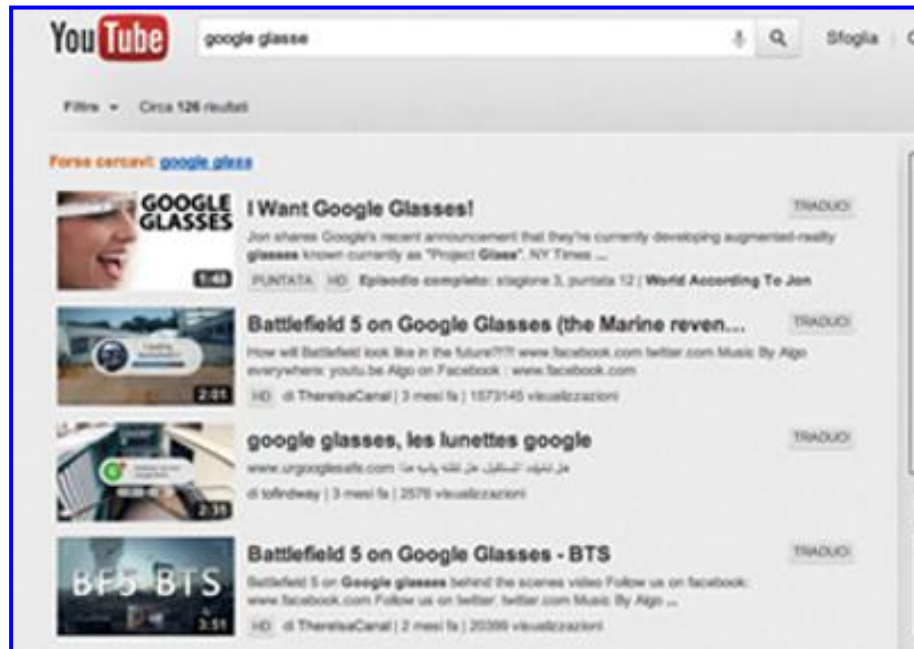 YouTube
google glasse
Sfoglia
Filtro
Circa 126 risultati
Forse cercavi: google glass
GOOGLE
GLASSES
1:48
I Want Google Glasses!
TRADUCI
Jon shares Google's recent announcement that they're currently developing augmented-reality
glasses known currently as "Project Glass". NY Times ...
PUNTATA HD Episodio completo: stagione 3, puntata 12 | World According To Jon
2:01
Battlefield 5 on Google Glasses (the Marine reven...
TRADUCI
How will Battlefield look like in the future?!?! www.facebook.com twitter.com Music By Algo
everywhere: youtu.be Algo on Facebook : www.facebook.com
HD di ThereIsaCanal | 3 mesi fa | 1573145 visualizzazioni
2:35
google glasses, les lunettes google
TRADUCI
www.urgooglesafe.com
di tofindway | 3 mesi fa | 2576 visualizzazioni
BF5 BTS
3:51
Battlefield 5 on Google Glasses - BTS
TRADUCI
Battlefield 5 on Google glasses behind the scenes video Follow us on facebook:
www.facebook.com Follow us on twitter: twitter.com Music By Algo ...
HD di ThereIsaCanal | 2 mesi fa | 20399 visualizzazioni